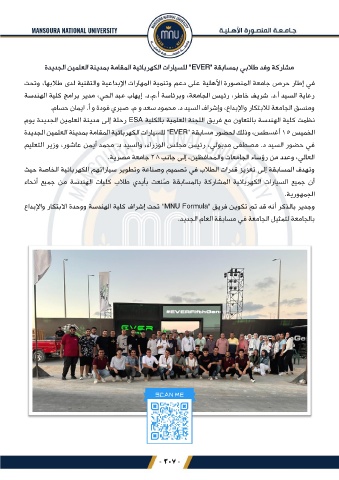 MANSOURA NATIONAL UNIVERSITY
MNU
جـامـعـة المنصـورة الأهـلـيـة
مشاركة وفد طلابي بمسابقة "EVER" للسيارات الكهربائية المقامة بمدينة العلمين الجديدة
في إطار حرص جامعة المنصورة الأهلية على دعم وتنمية المهارات الإبداعية والتقنية لدى طلابها، وتحت
رعاية السيد أ.د. شريف خاطر، رئيس الجامعة، وبرئاسة أ.م.د. إيهاب عبد الحي، مدير برامج كلية الهندسة
ومنسق الجامعة للابتكار والإبداع، وإشراف السيد د. محمود سعد و م. صبري فودة و أ. ايمان حسام.
نظمت كلية الهندسة بالتعاون مع فريق اللجنة العلمية بالكلية ESA رحلة إلى مدينة العلمين الجديدة يوم
الخميس ١٥ أغسطس، وذلك لحضور مسابقة "EVER" للسيارات الكهربائية المقامة بمدينة العلمين الجديدة
في حضور السيد د. مصطفى مدبولي، رئيس مجلس الوزراء، والسيد د. محمد أيمن عاشور، وزير التعليم
العالي، وعدد من رؤساء الجامعات والمحافظين، إلى جانب ٢٨ جامعة مصرية.
وتهدف المسابقة إلى تعزيز قدرات الطلاب في تصميم وصناعة وتطوير سياراتهم الكهربائية الخاصة حيث
أن جميع السيارات الكهربائية المشاركة بالمسابقة صُنعت بأيدي طلاب كليات الهندسة من جميع أنحاء
الجمهورية.
وجدير بالذكر أنه قد تم تكوين فريق "MNU Formula" تحت إشراف كلية الهندسة ووحدة الابتكار والإبداع
بالجامعة لتمثيل الجامعة في مسابقة العام الجديد.
#EVERFifthGen
EVER
SCAN ME
- ٣٠٧ -